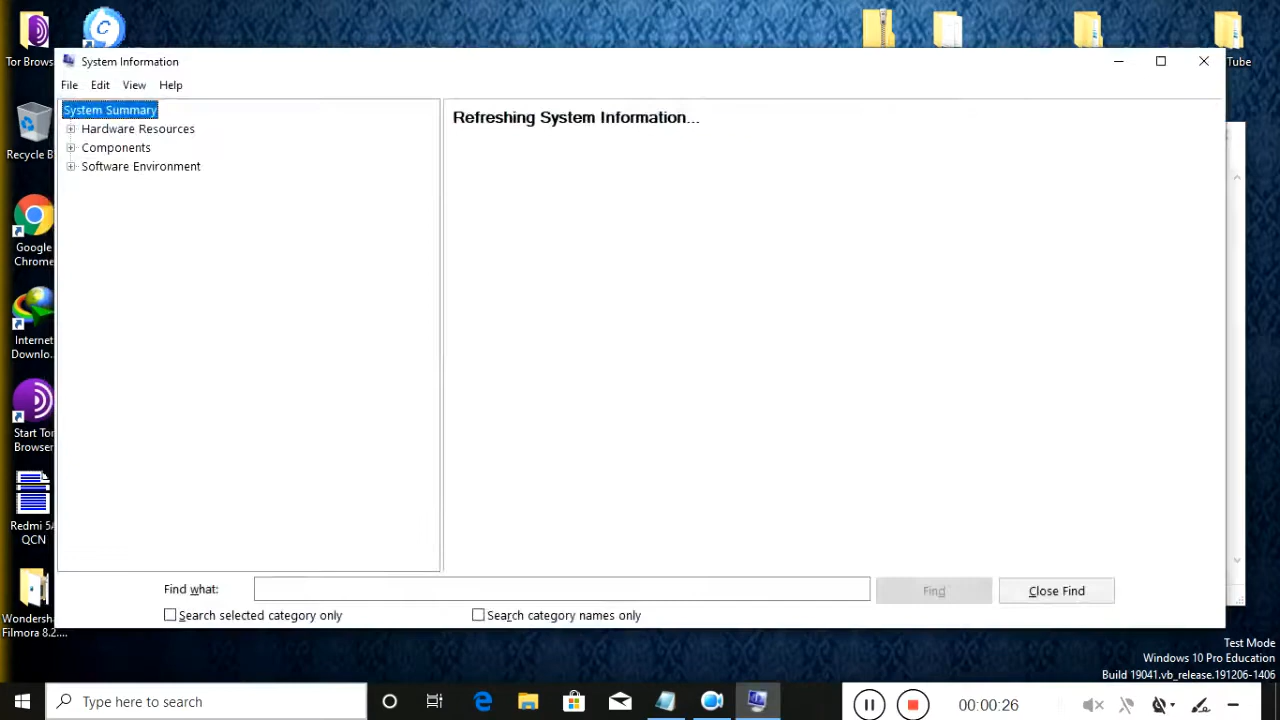 Tor Brows
Tube
System Information
File Edit View Help
System Summary
Hardware Resources
Components
Software Environment
Refreshing System Information...
Recycle B
Google
Chrome
Internet
Downlo...
Start Tor
Browser
Redmi 5A
QCN
Wondersh
Filmora 8.2....
Find what:
Find
Close Find
Search selected category only
Search category names only
Test Mode
Windows 10 Pro Education
Build 19041.vb_release.191206-1406
Type here to search
00:00:26